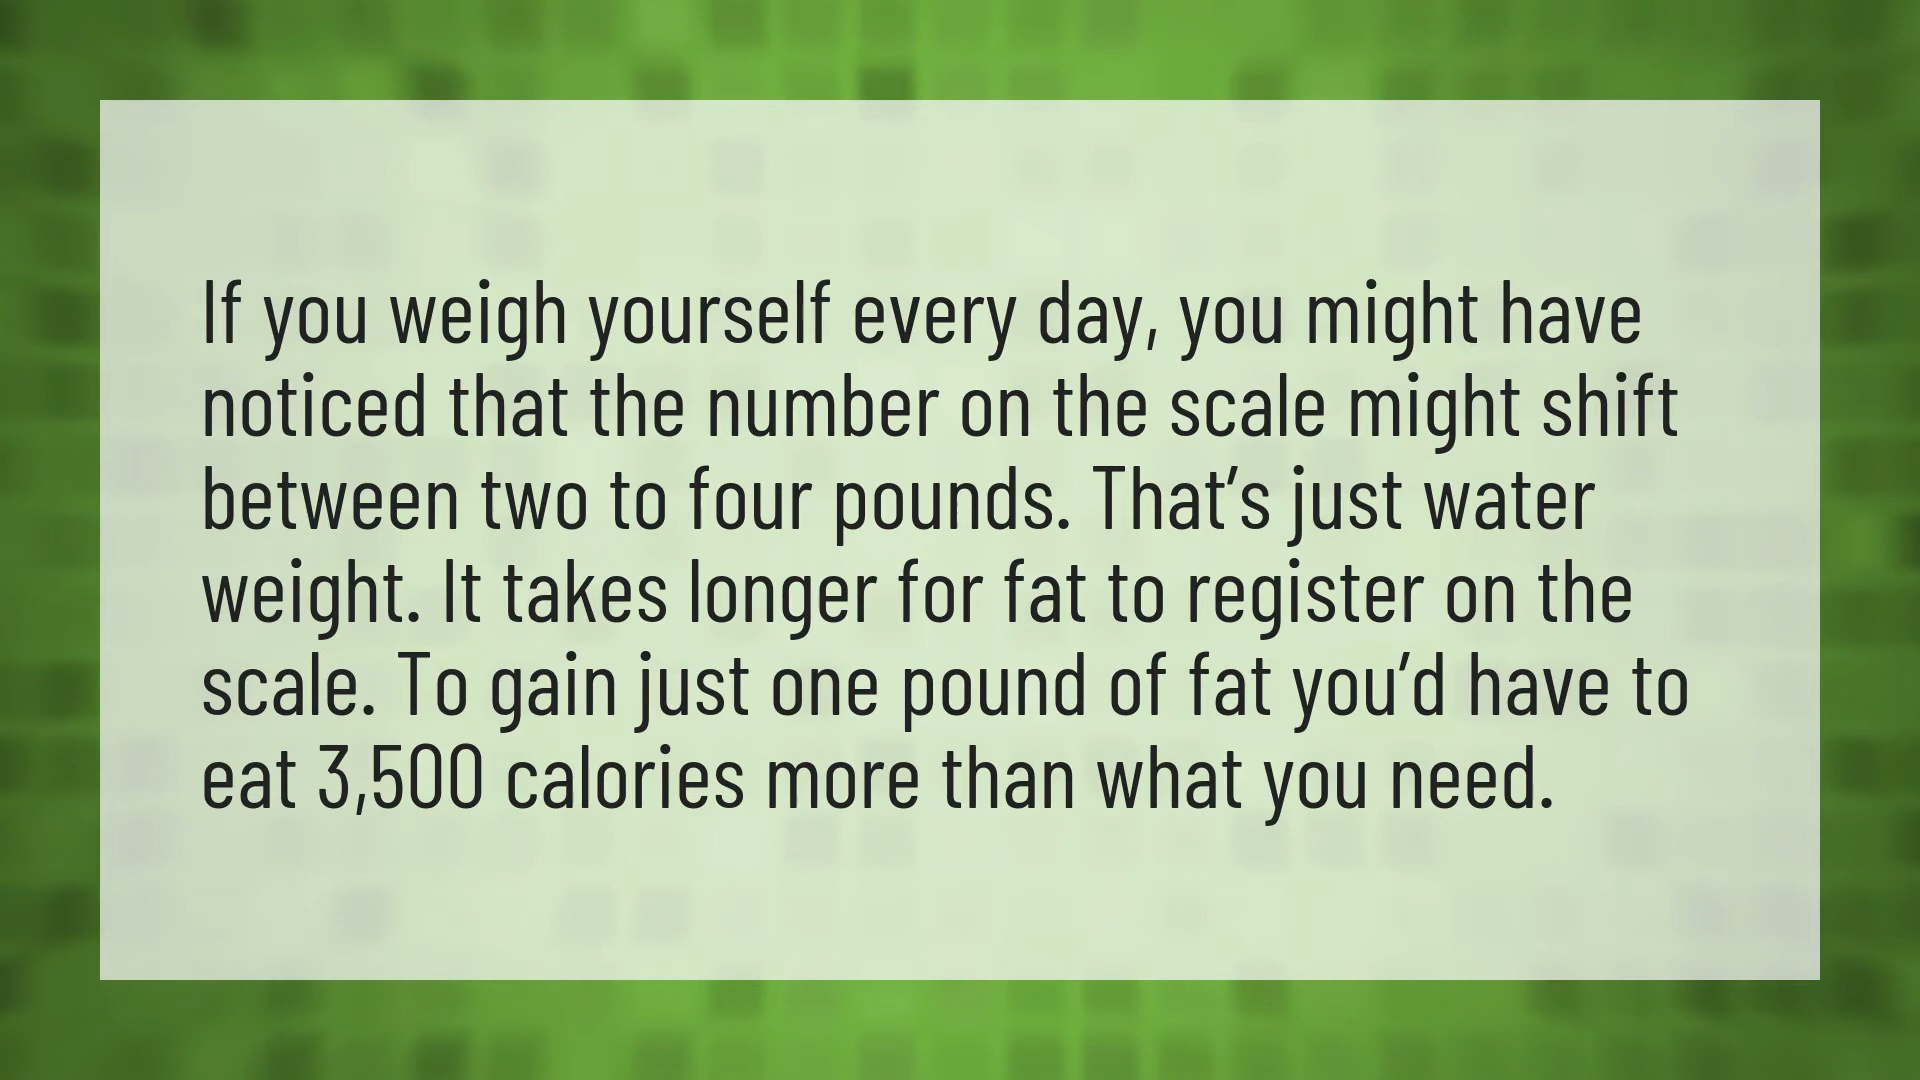 If you weigh yourself every day, you might have
noticed that the number on the scale might shift
between two to four pounds. That’s just water
weight. It takes longer for fat to register on the
scale. To gain just one pound of fat you’d have to
eat 3,500 calories more than what you need.